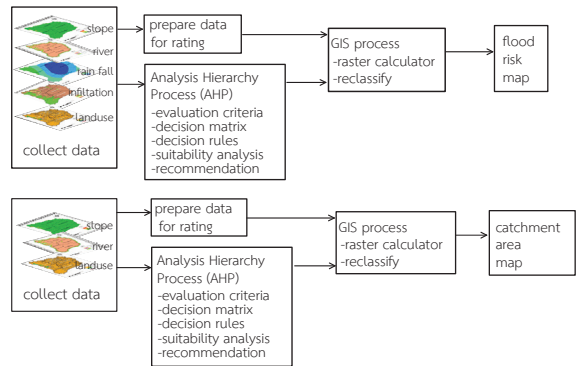 slope
river
rain fall
infiltation
landuse
collect data
prepare data
for rating
Analysis Hierarchy
Process (AHP)
-evaluation criteria
-decision matrix
-decision rules
-suitability analysis
-recommendation
GIS process
-raster calculator
-reclassify
flood
risk
map
slope
river
landuse
collect data
prepare data
for rating
Analysis Hierarchy
Process (AHP)
-evaluation criteria
-decision matrix
-decision rules
-suitability analysis
-recommendation
GIS process
-raster calculator
-reclassify
catchment
area
map